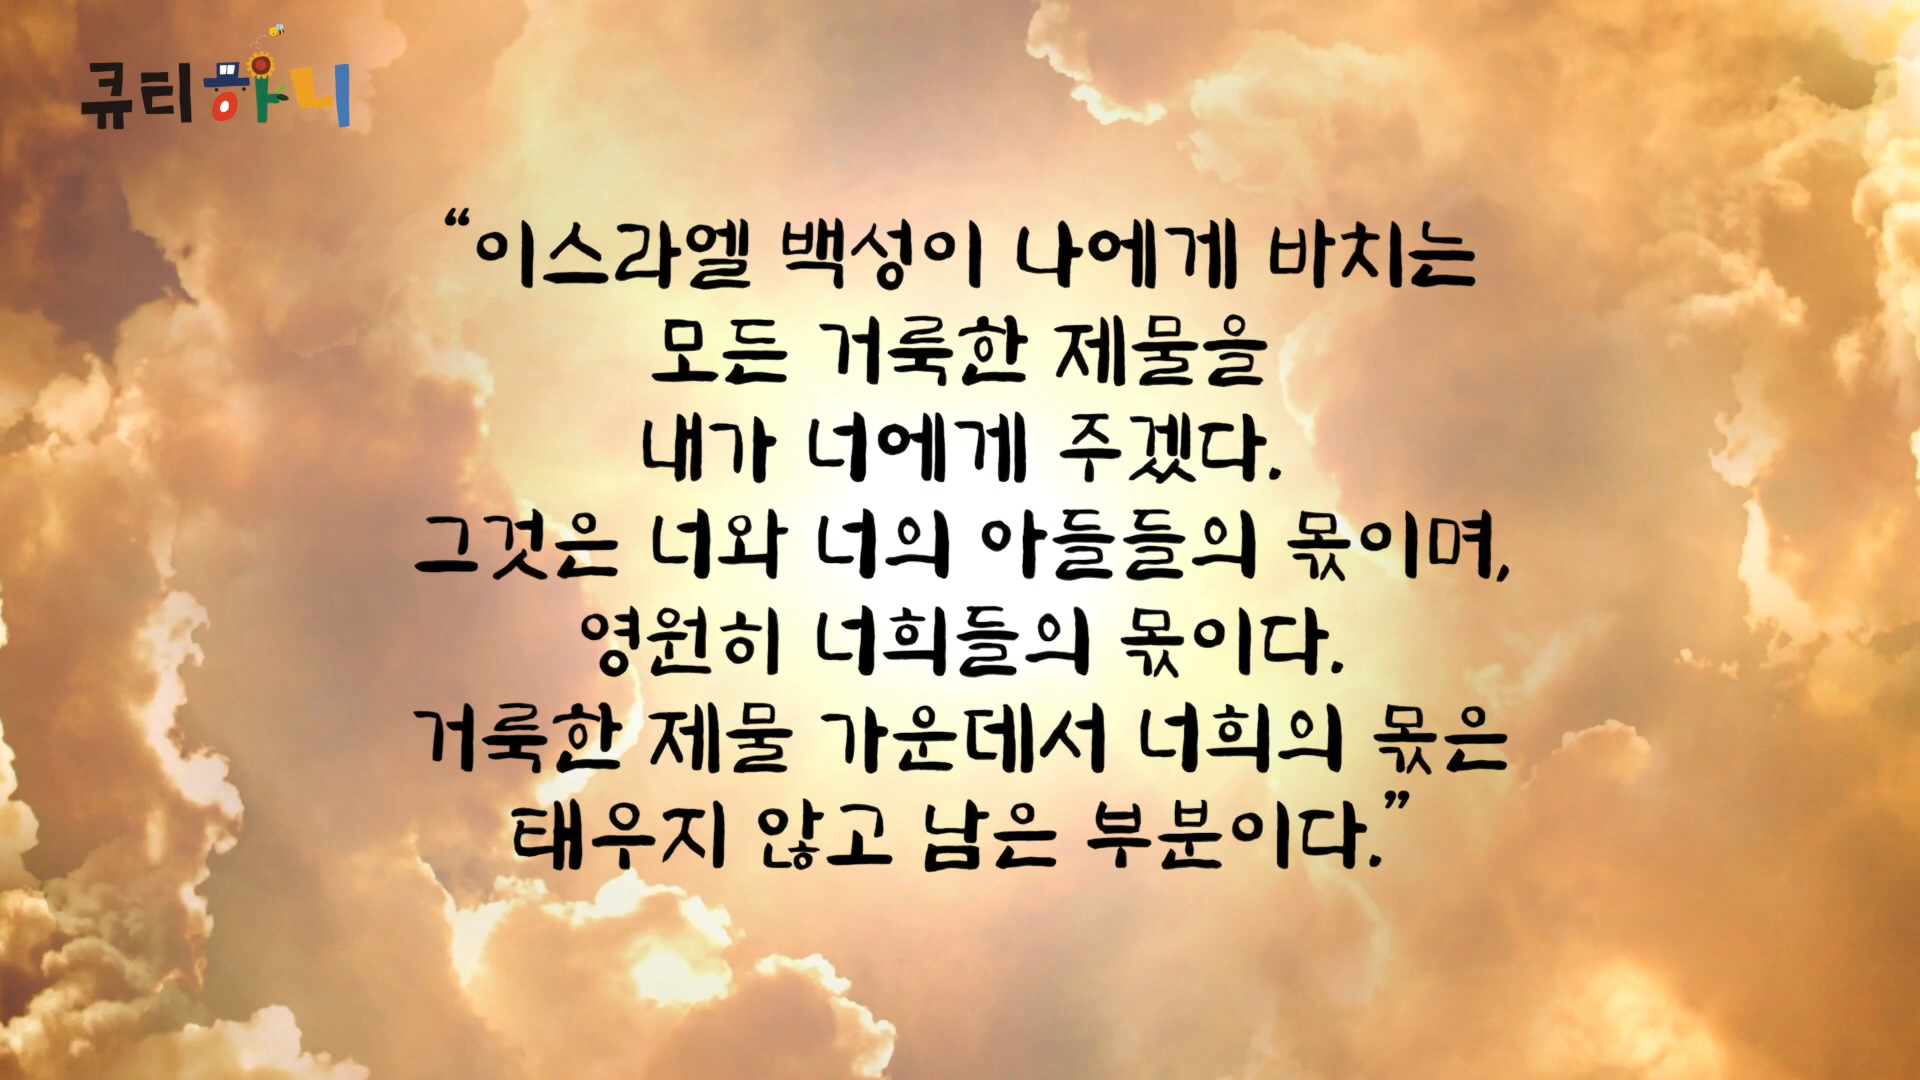 큐티하니
“이스라엘 백성이 나에게 바치는
모든 거룩한 제물을
내가 너에게 주겠다.
그것은 너와 너의 아들들의 몫이며,
영원히 너희들의 몫이다.
거룩한 제물 가운데서 너희의 몫은
태우지 않고 남은 부분이다.”